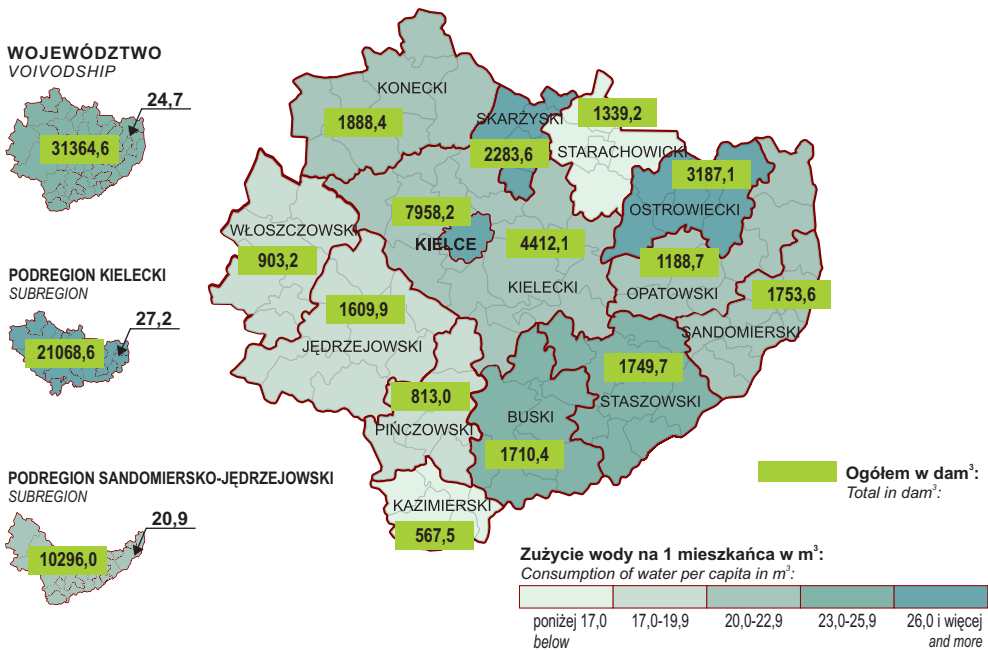 WOJEWÓDZTWO
VOIVODSHIP
24,7
31364,6
PODREGION KIELECKI
SUBREGION
27,2
21068,6
PODREGION SANDOMIERSKO-JĘDRZEJOWSKI
SUBREGION
20,9
10296,0
KONECKI
1888,4
SKARŻYSKI
2283,6
1339,2
STARACHOWICKI
3187,1
OSTROWIECKI
7958,2
KIELCE
4412,1
KIELECKI
WŁOSZCZOWSKI
903,2
1188,7
OPATOWSKI
1753,6
SANDOMIERSKI
1609,9
JĘDRZEJOWSKI
1749,7
STASZOWSKI
813,0
PIŃCZOWSKI
BUSKI
1710,4
KAZIMIERSKI
567,5
Ogółem w dam³:
Total in dam³:
Zużycie wody na 1 mieszkańca w m³:
Consumption of water per capita in m³:
poniżej 17,0 17,0-19,9 20,0-22,9 23,0-25,9 26,0 i więcej
below and more